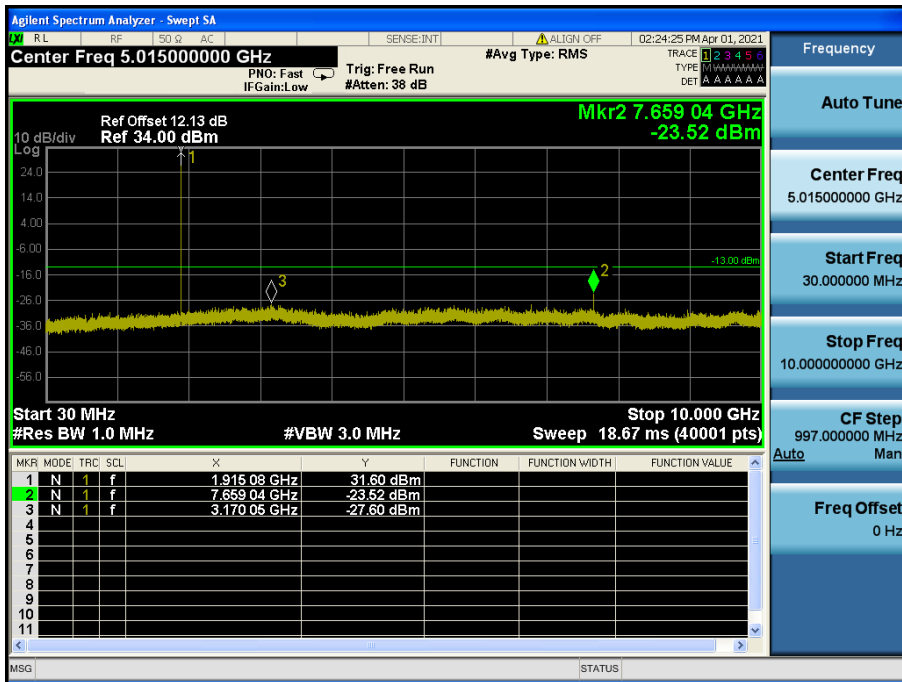 Agilent Spectrum Analyzer - Swept SA
LXI RL RF 50 Ω AC SENSE:INT ALIGN OFF 02:24:25 PM Apr 01, 2021
Center Freq 5.015000000 GHz
PNO: Fast
IFGain:Low
Trig: Free Run
#Atten: 38 dB
#Avg Type: RMS
TRACE 1 2 3 4 5 6
TYPE M WWWWW
DET A A A A A A
Mkr2 7.659 04 GHz
-23.52 dBm
Ref Offset 12.13 dB
10 dB/div Ref 34.00 dBm
Log
24.0
14.0
4.00
-6.00
-16.0
-26.0
-36.0
-46.0
-56.0
1
2
3
-13.00 dBm
Start 30 MHz Stop 10.000 GHz
#Res BW 1.0 MHz #VBW 3.0 MHz Sweep 18.67 ms (40001 pts)
MKR MODE TRC SCL X Y FUNCTION FUNCTION WIDTH FUNCTION VALUE
1 N 1 f 1.915 08 GHz 31.60 dBm
2 N 1 f 7.659 04 GHz -23.52 dBm
3 N 1 f 3.170 05 GHz -27.60 dBm
4
5
6
7
8
9
10
11
MSG STATUS
Frequency
Auto Tune
Center Freq
5.015000000 GHz
Start Freq
30.000000 MHz
Stop Freq
10.000000000 GHz
CF Step
997.000000 MHz
Auto Man
Freq Offset
0 Hz